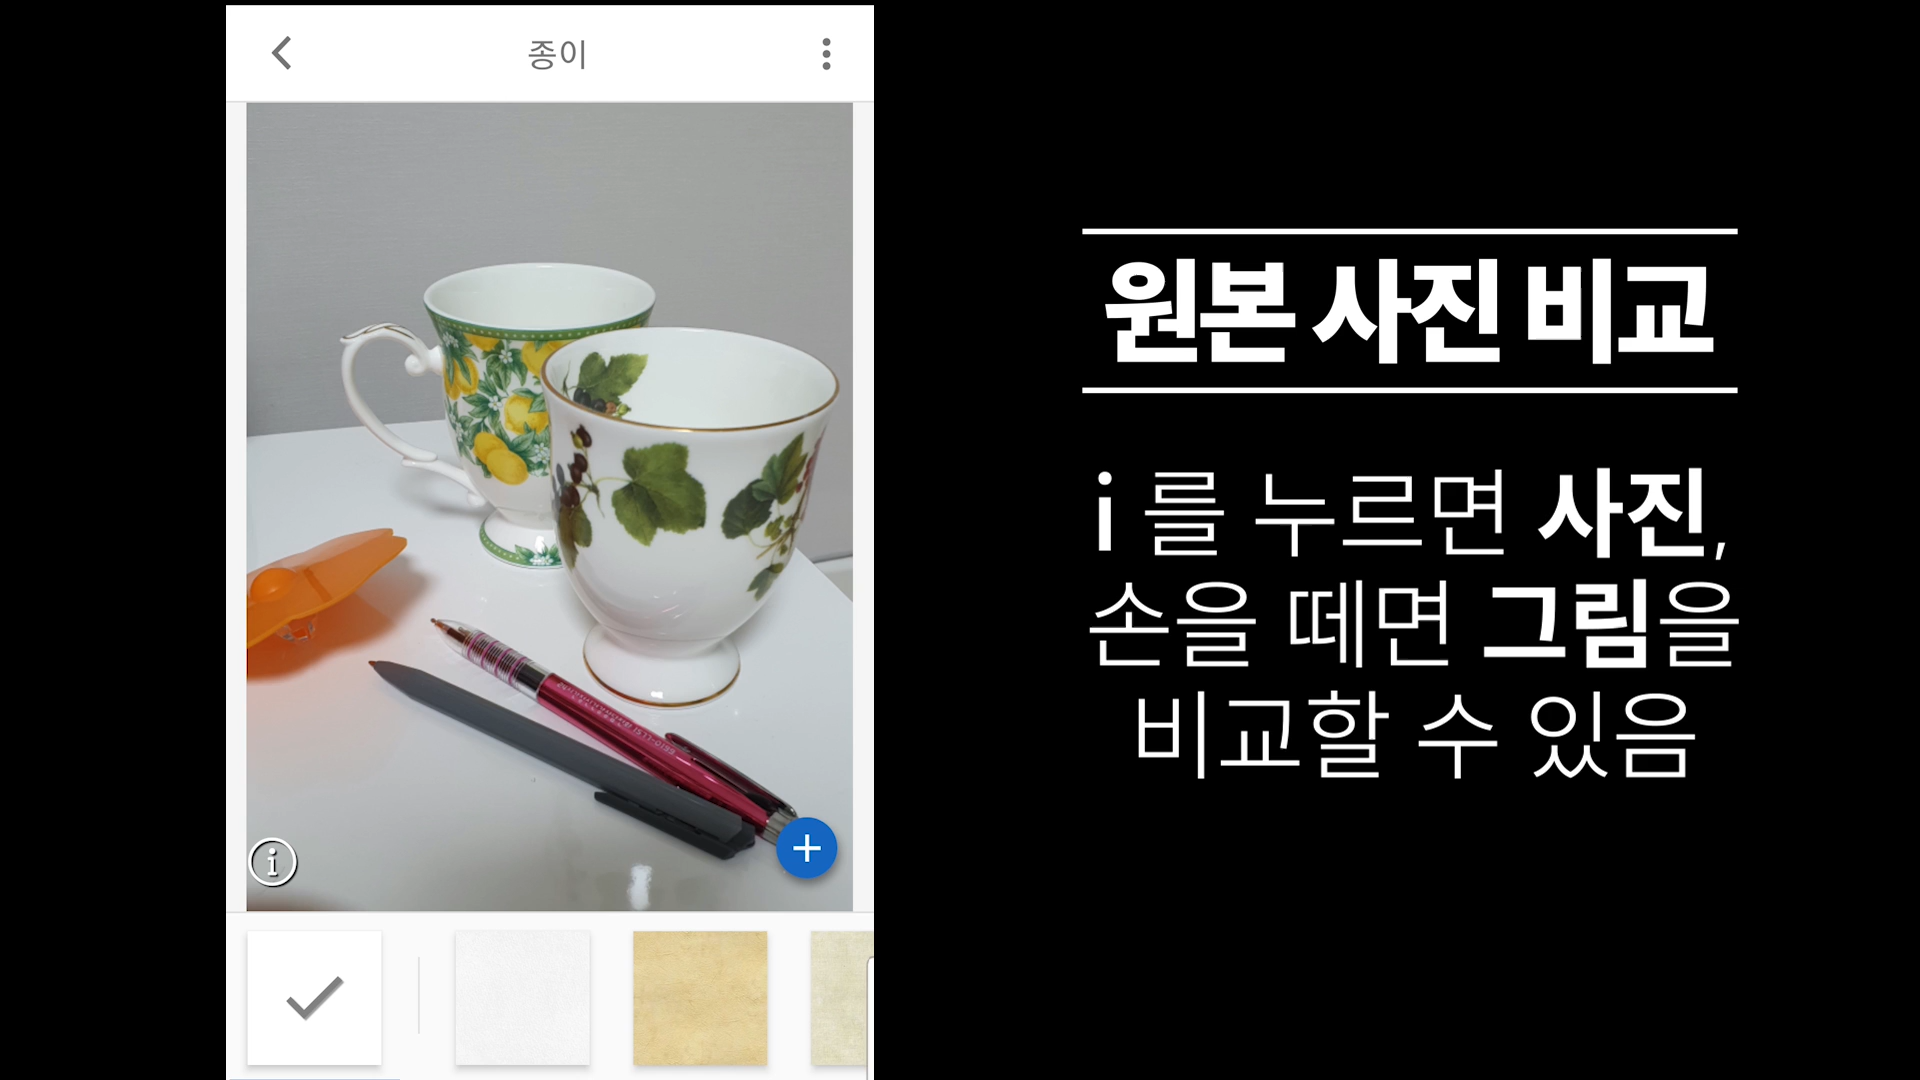 종이
원본 사진 비교
i 를 누르면 사진,
손을 떼면 그림을
비교할 수 있음